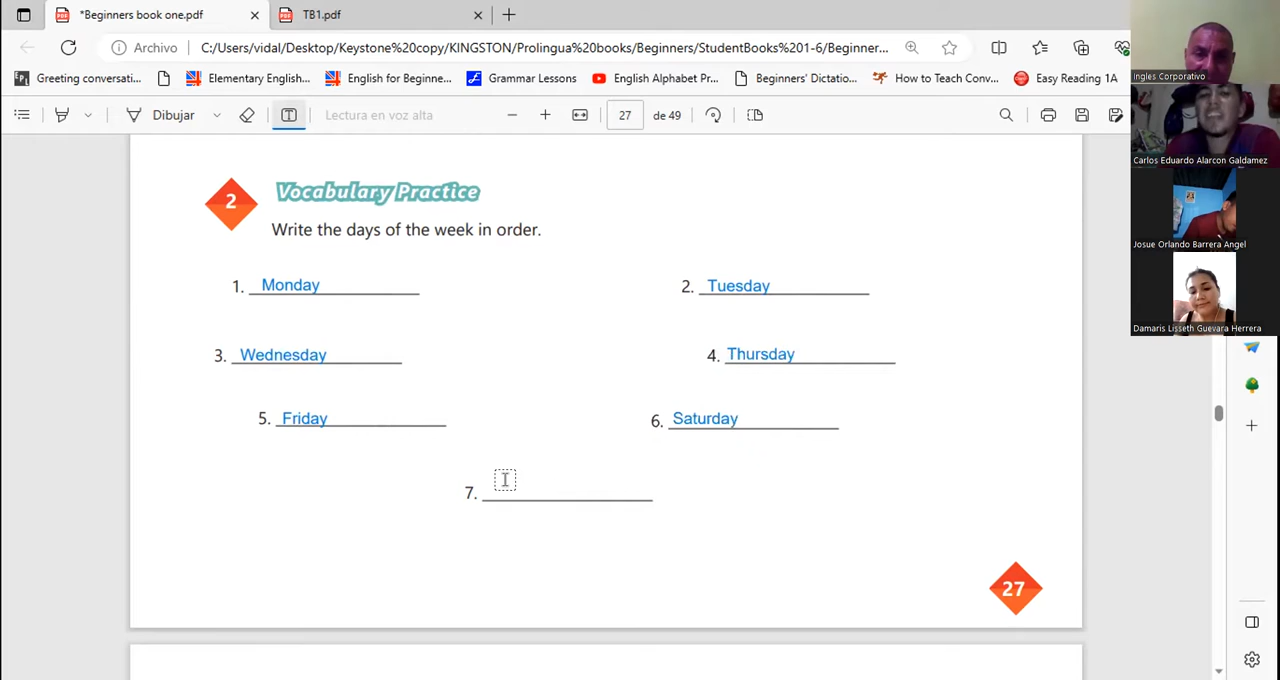 *Beginners book one.pdf
TB1.pdf
Archivo
C:/Users/vidal/Desktop/Keystone%20copy/KINGSTON/Prolingua%20books/Beginners/StudentBooks%201-6/Beginner...
Greeting conversati...
Elementary English...
English for Beginne...
Grammar Lessons
English Alphabet Pr...
Beginners' Dictatio...
How to Teach Conv...
Easy Reading 1A
Dibujar
Lectura en voz alta
27
de 49
2
Vocabulary Practice
Write the days of the week in order.
1. Monday
2. Tuesday
3. Wednesday
4. Thursday
5. Friday
6. Saturday
7.
27
Ingles Corporativo
Carlos Eduardo Alarcon Galdamez
Josue Orlando Barrera Angel
Damaris Lisseth Guevara Herrera